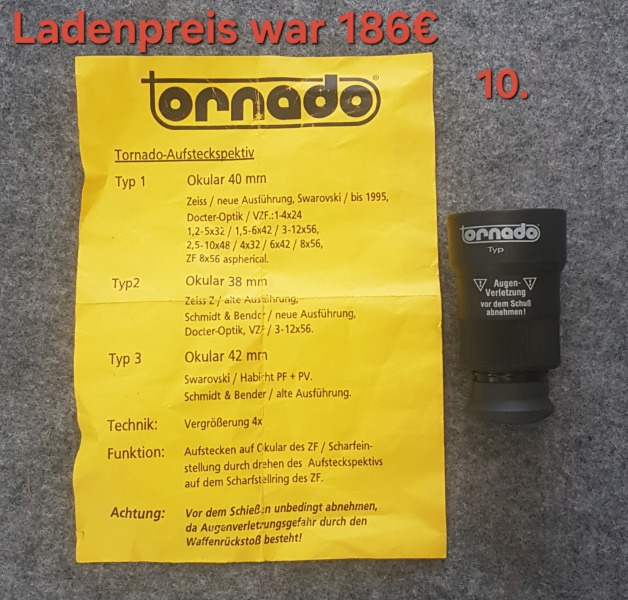 Ladenpreis war 186€
10.
tornado®
Tornado-Aufsteckspektiv
Typ 1 Okular 40 mm
Zeiss / neue Ausführung, Swarovski / bis 1995,
Docter-Optik / VZF.:1-4x24
1,2-5x32 / 1,5-6x42 / 3-12x56,
2,5-10x48 / 4x32 / 6x42 / 8x56,
ZF 8x56 aspherical.
Typ2 Okular 38 mm
Zeiss Z / alte Ausführung,
Schmidt & Bender / neue Ausführung,
Docter-Optik, VZF / 3-12x56.
Typ 3 Okular 42 mm
Swarovski / Habicht PF + PV.
Schmidt & Bender / alte Ausführung.
Technik: Vergrößerung 4x
Funktion: Aufstecken auf Okular des ZF / Scharfein-
stellung durch drehen des Aufsteckspektivs
auf dem Scharfstellring des ZF.
Achtung: Vor dem Schießen unbedingt abnehmen,
da Augenverletzungsgefahr durch den
Waffenrückstoß besteht!
tornado
Typ
Augen-
Verletzung
vor dem Schuß
abnehmen!